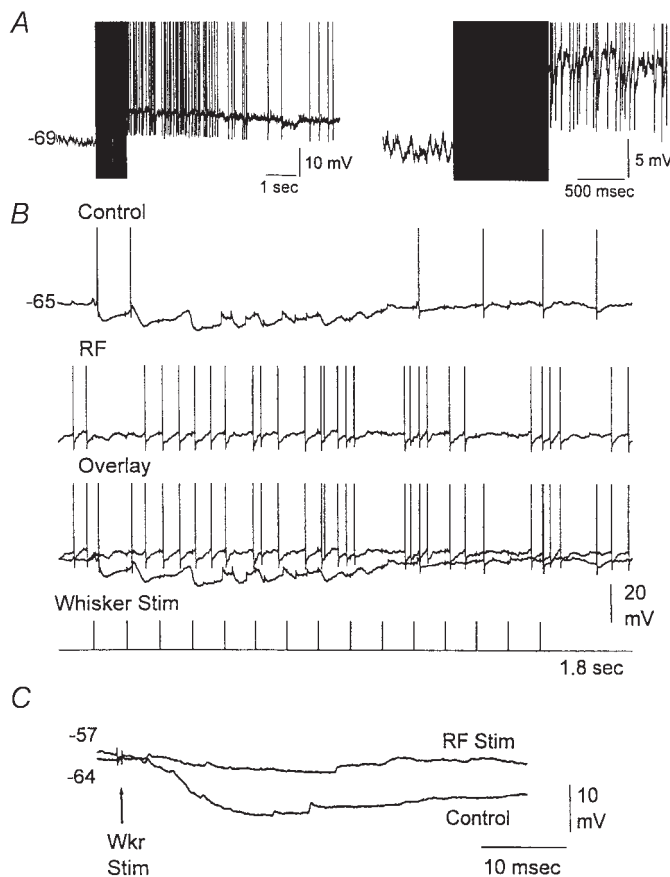 A
-69
10 mV
1 sec
5 mV
500 msec
B
Control
-65
RF
Overlay
Whisker Stim
20
mV
1.8 sec
C
-57
-64
RF Stim
Control
Wkr
Stim
10
mV
10 msec